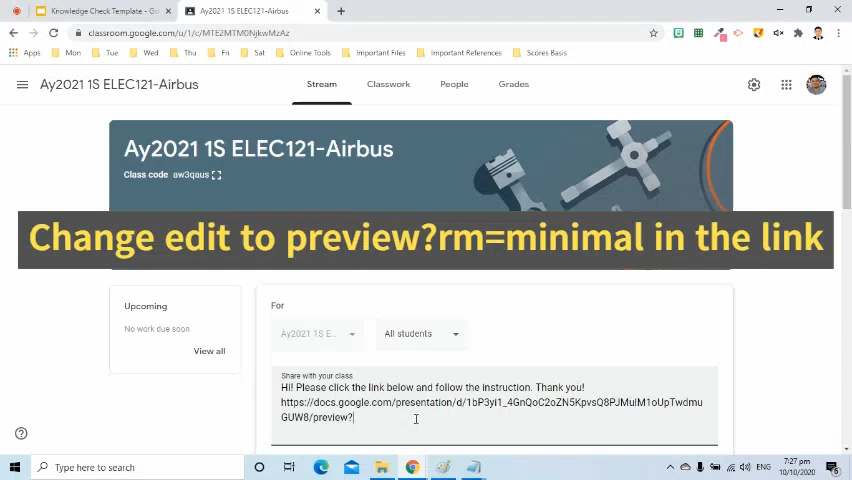 Knowledge Check Template - Go
Ay2021 1S ELEC121-Airbus
classroom.google.com/u/1/c/MTE2MTM0NjkwMzAz
Apps
Mon
Tue
Wed
Thu
Fri
Sat
Online Tools
Important Files
Important References
Scores Basis
Ay2021 1S ELEC121-Airbus
Stream
Classwork
People
Grades
Ay2021 1S ELEC121-Airbus
Class code aw3qaus
Change edit to preview?rm=minimal in the link
Upcoming
No work due soon
View all
For
Ay2021 1S E...
All students
Share with your class
Hi! Please click the link below and follow the instruction. Thank you!
https://docs.google.com/presentation/d/1bP3yi1_4GnQoC2oZN5KpvsQ8PJMulM1oUpTwdmu
GUW8/preview?
Type here to search
ENG
7:27 pm
10/10/2020